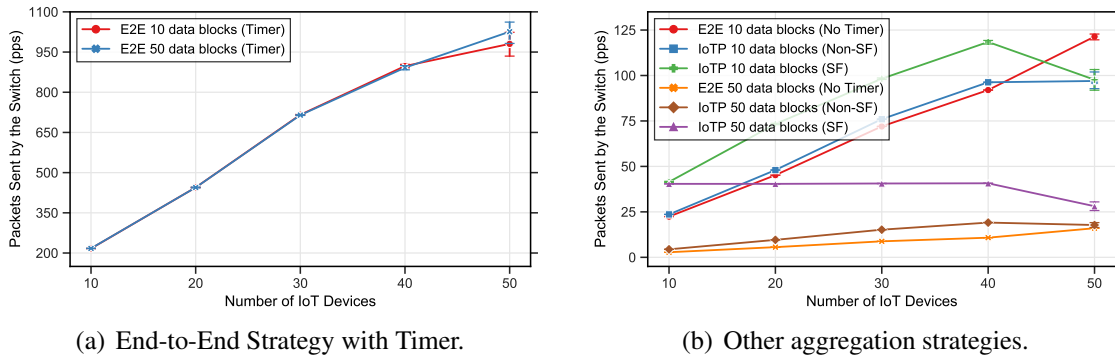 1100
950
800
650
500
350
200
Packets Sent by the Switch (pps)
E2E 10 data blocks (Timer)
E2E 50 data blocks (Timer)
10 20 30 40 50
Number of IoT Devices
(a) End-to-End Strategy with Timer.
125
100
75
50
25
0
Packets Sent by the Switch (pps)
E2E 10 data blocks (No Timer)
IoTP 10 data blocks (Non-SF)
IoTP 10 data blocks (SF)
E2E 50 data blocks (No Timer)
IoTP 50 data blocks (Non-SF)
IoTP 50 data blocks (SF)
10 20 30 40 50
Number of IoT Devices
(b) Other aggregation strategies.